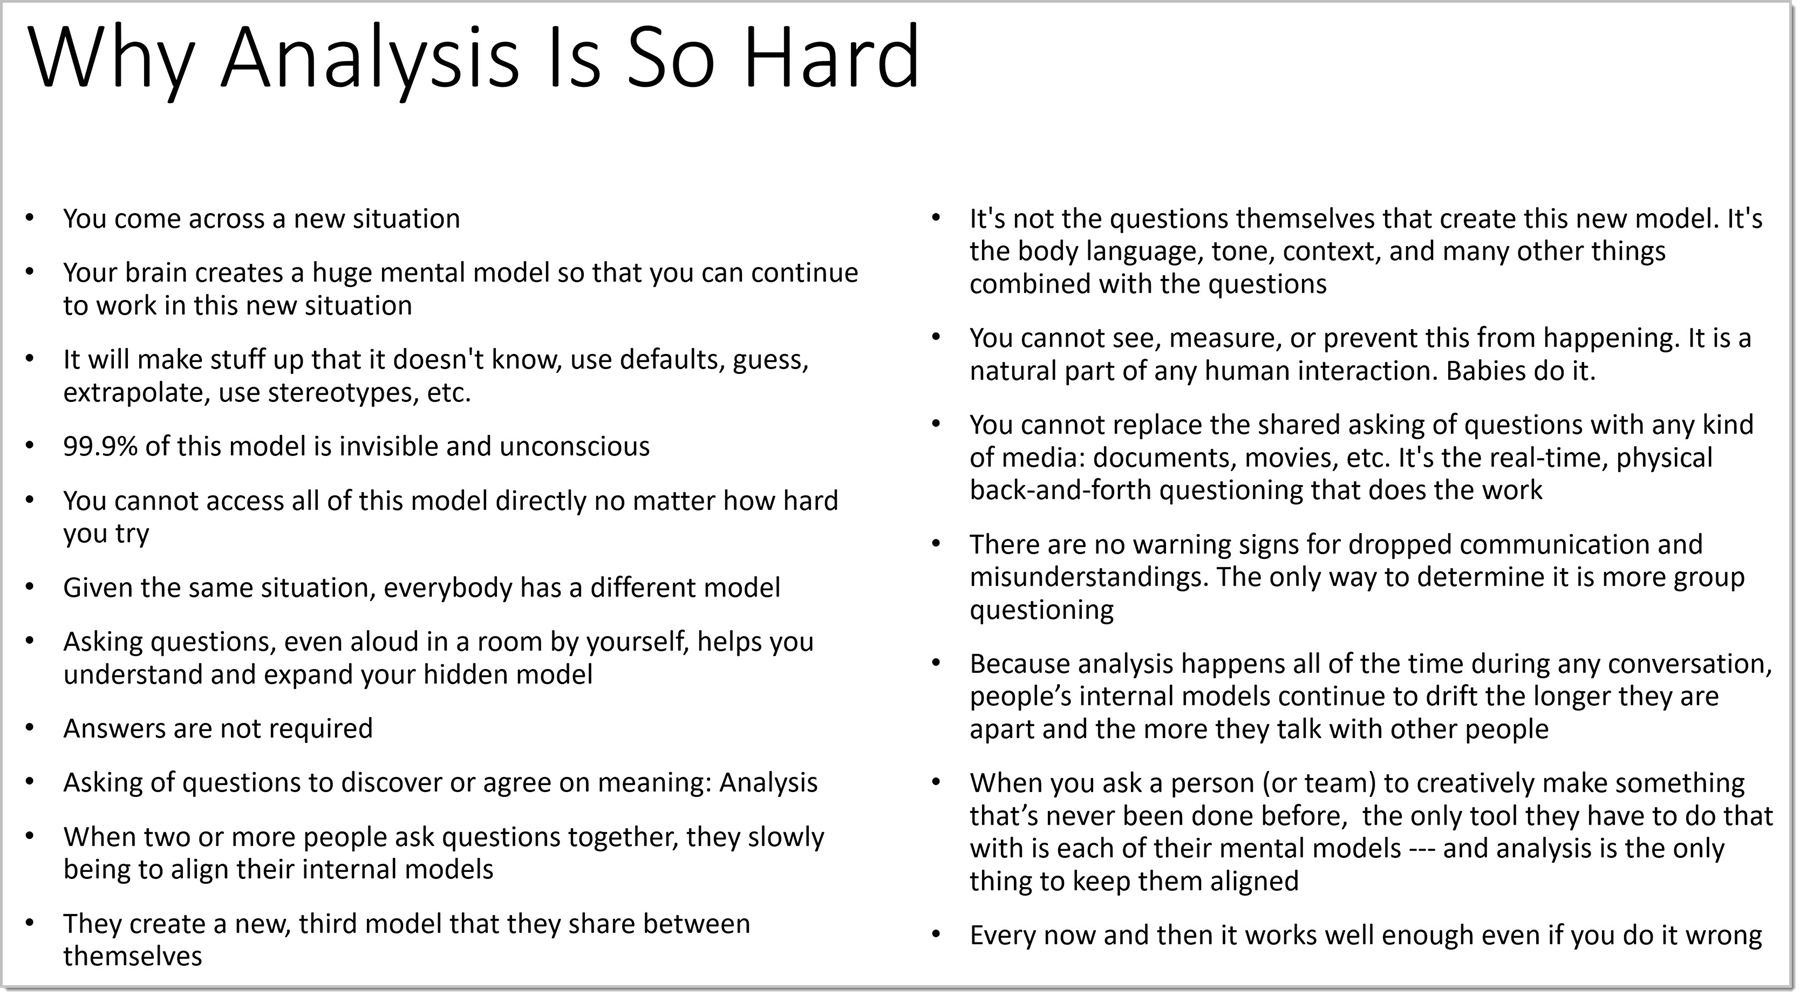 Why Analysis Is So Hard
• You come across a new situation
• Your brain creates a huge mental model so that you can continue
to work in this new situation
• It will make stuff up that it doesn't know, use defaults, guess,
extrapolate, use stereotypes, etc.
• 99.9% of this model is invisible and unconscious
• You cannot access all of this model directly no matter how hard
you try
• Given the same situation, everybody has a different model
• Asking questions, even aloud in a room by yourself, helps you
understand and expand your hidden model
• Answers are not required
• Asking of questions to discover or agree on meaning: Analysis
• When two or more people ask questions together, they slowly
being to align their internal models
• They create a new, third model that they share between
themselves
• It's not the questions themselves that create this new model. It's
the body language, tone, context, and many other things
combined with the questions
• You cannot see, measure, or prevent this from happening. It is a
natural part of any human interaction. Babies do it.
• You cannot replace the shared asking of questions with any kind
of media: documents, movies, etc. It's the real-time, physical
back-and-forth questioning that does the work
• There are no warning signs for dropped communication and
misunderstandings. The only way to determine it is more group
questioning
• Because analysis happens all of the time during any conversation,
people’s internal models continue to drift the longer they are
apart and the more they talk with other people
• When you ask a person (or team) to creatively make something
that’s never been done before,  the only tool they have to do that
with is each of their mental models --- and analysis is the only
thing to keep them aligned
• Every now and then it works well enough even if you do it wrong